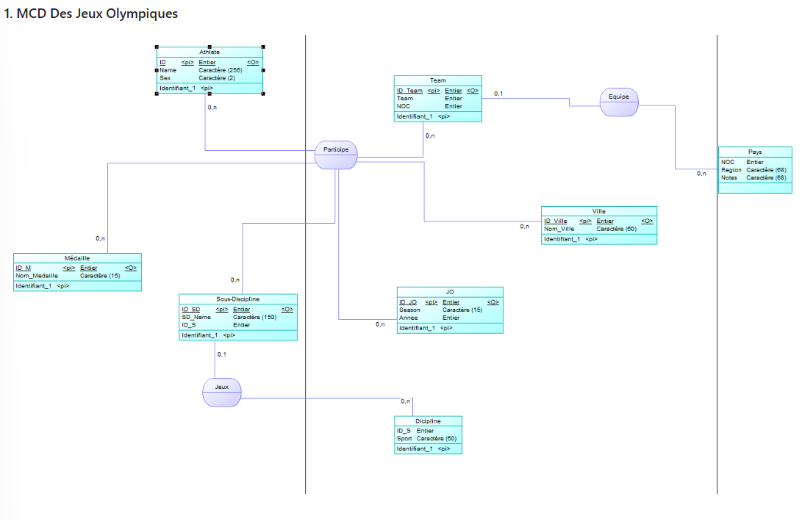 1. MCD Des Jeux Olympiques
Athlete
ID <pi> Entier <O>
Name Caractère (256)
Sex Caractère (2)
Identifiant_1 <pi>
0,n
Team
ID_Team <pi> Entier <O>
Team Entier
NOC Entier
Identifiant_1 <pi>
0,1
0,n
Equipe
Participe
Pays
NOC Entier
Region Caractère (68)
Notes Caractère (68)
0,n
Ville
ID_Ville <pi> Entier <O>
Nom_Ville Caractère (60)
Identifiant_1 <pi>
0,n
0,n
Médaille
ID_M <pi> Entier <O>
Nom_Medaille Caractère (15)
Identifiant_1 <pi>
0,n
Sous-Discipline
ID_SD <pi> Entier <O>
SD_Name Caractère (150)
ID_S Entier
Identifiant_1 <pi>
JO
ID_JO <pi> Entier <O>
Season Caractère (15)
Annee Entier
Identifiant_1 <pi>
0,n
0,1
Jeux
0,n
Dicipline
ID_S Entier
Sport Caractère (50)
Identifiant_1 <pi>